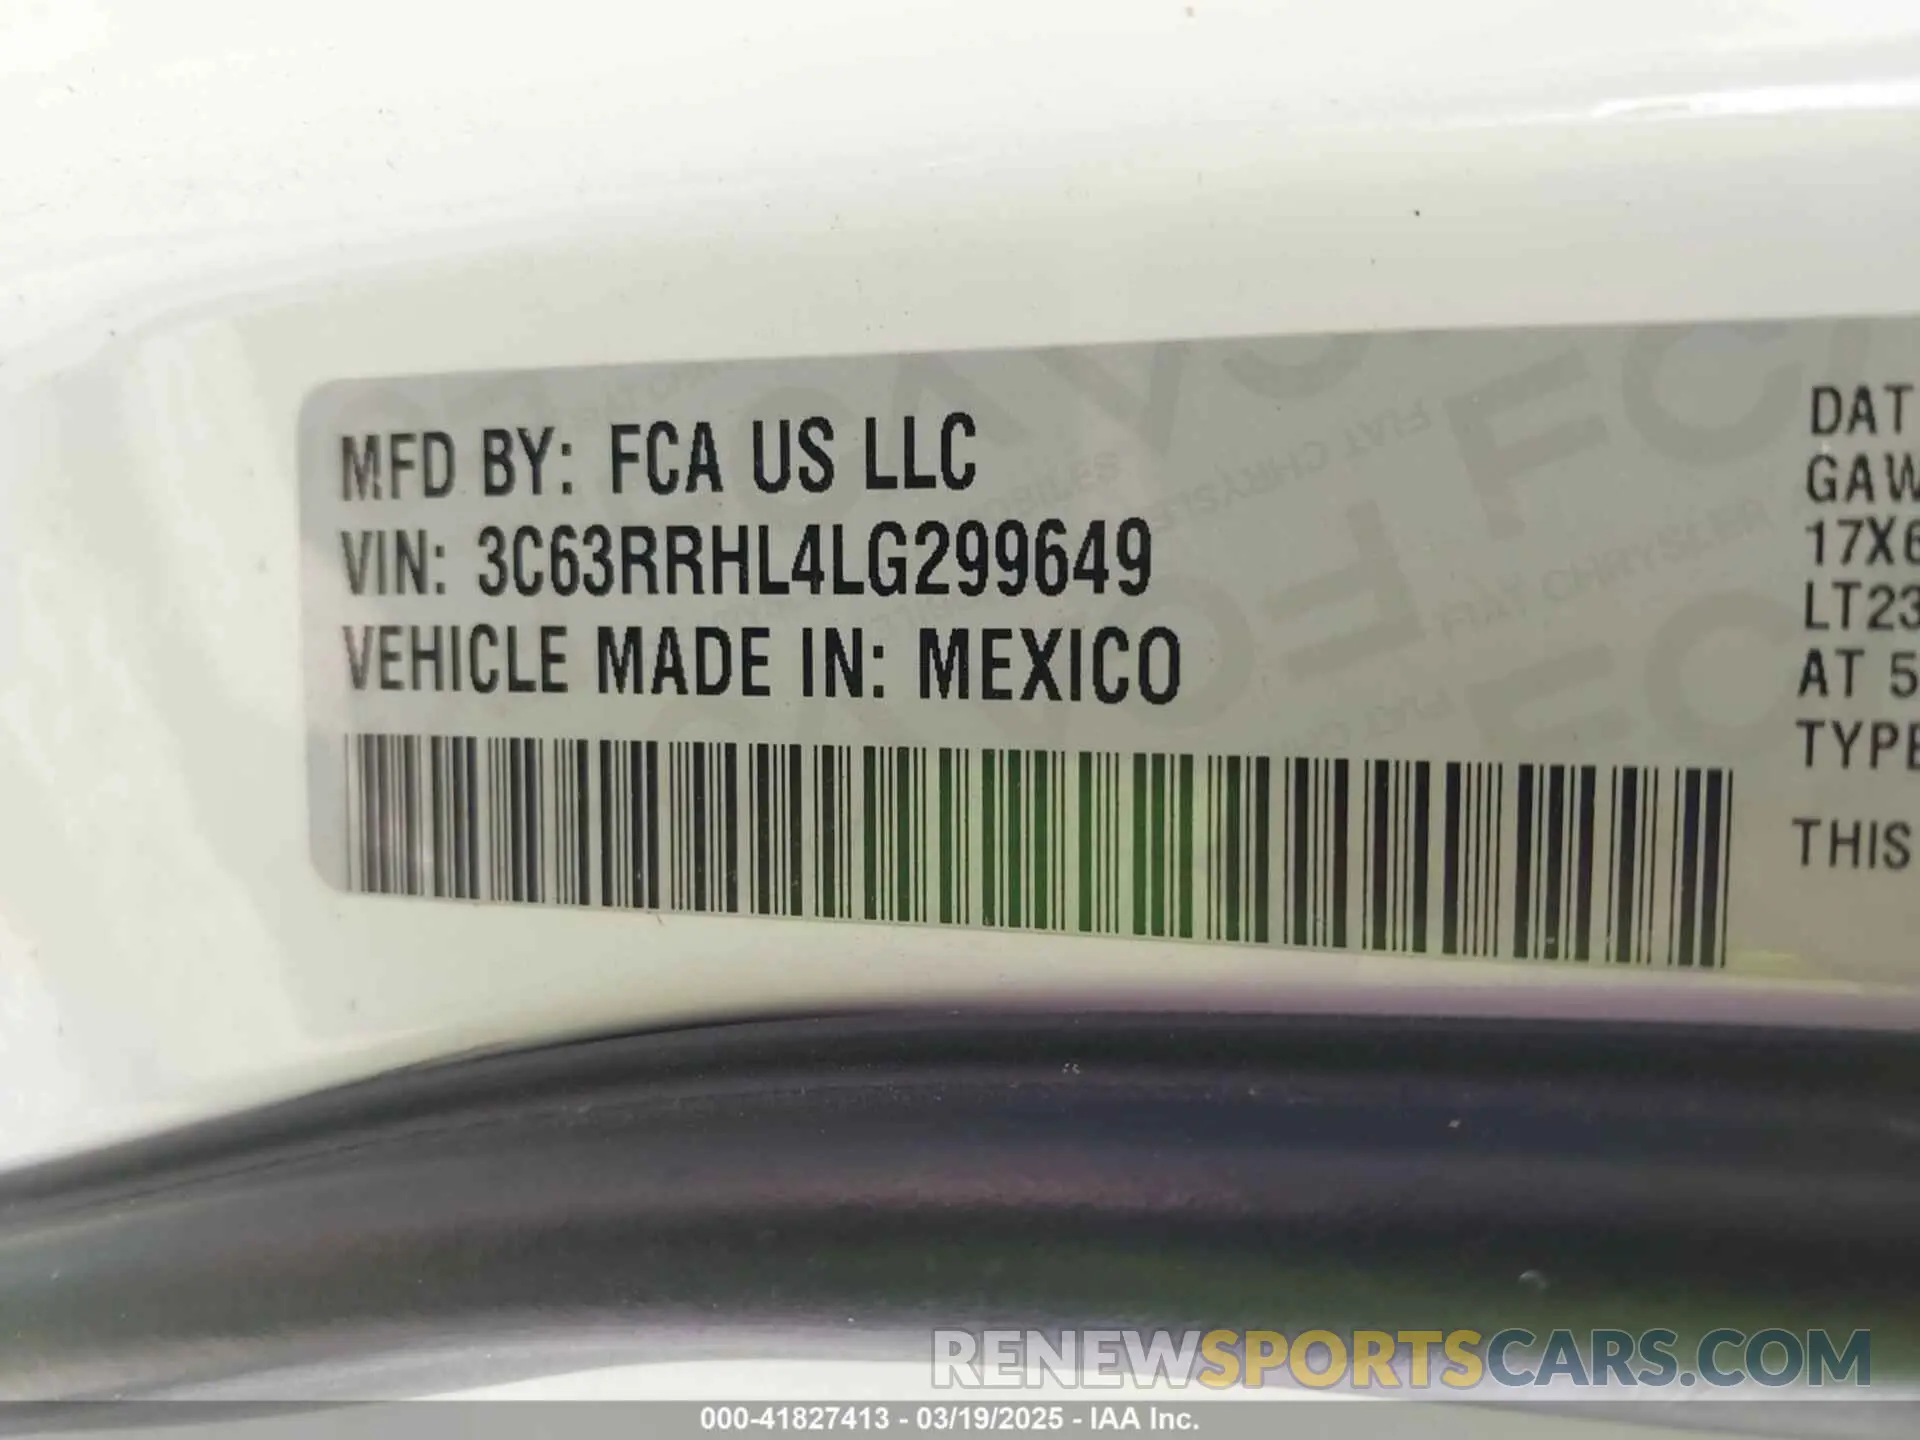 MFD BY: FCA US LLC
VIN: 3C63RRHL4LG299649
VEHICLE MADE IN: MEXICO
DAT
GAW
17X6
LT23
AT 5
TYPE
THIS
RENEWSPORTSCARS.COM
000-41827413 - 03/19/2025 - IAA Inc.